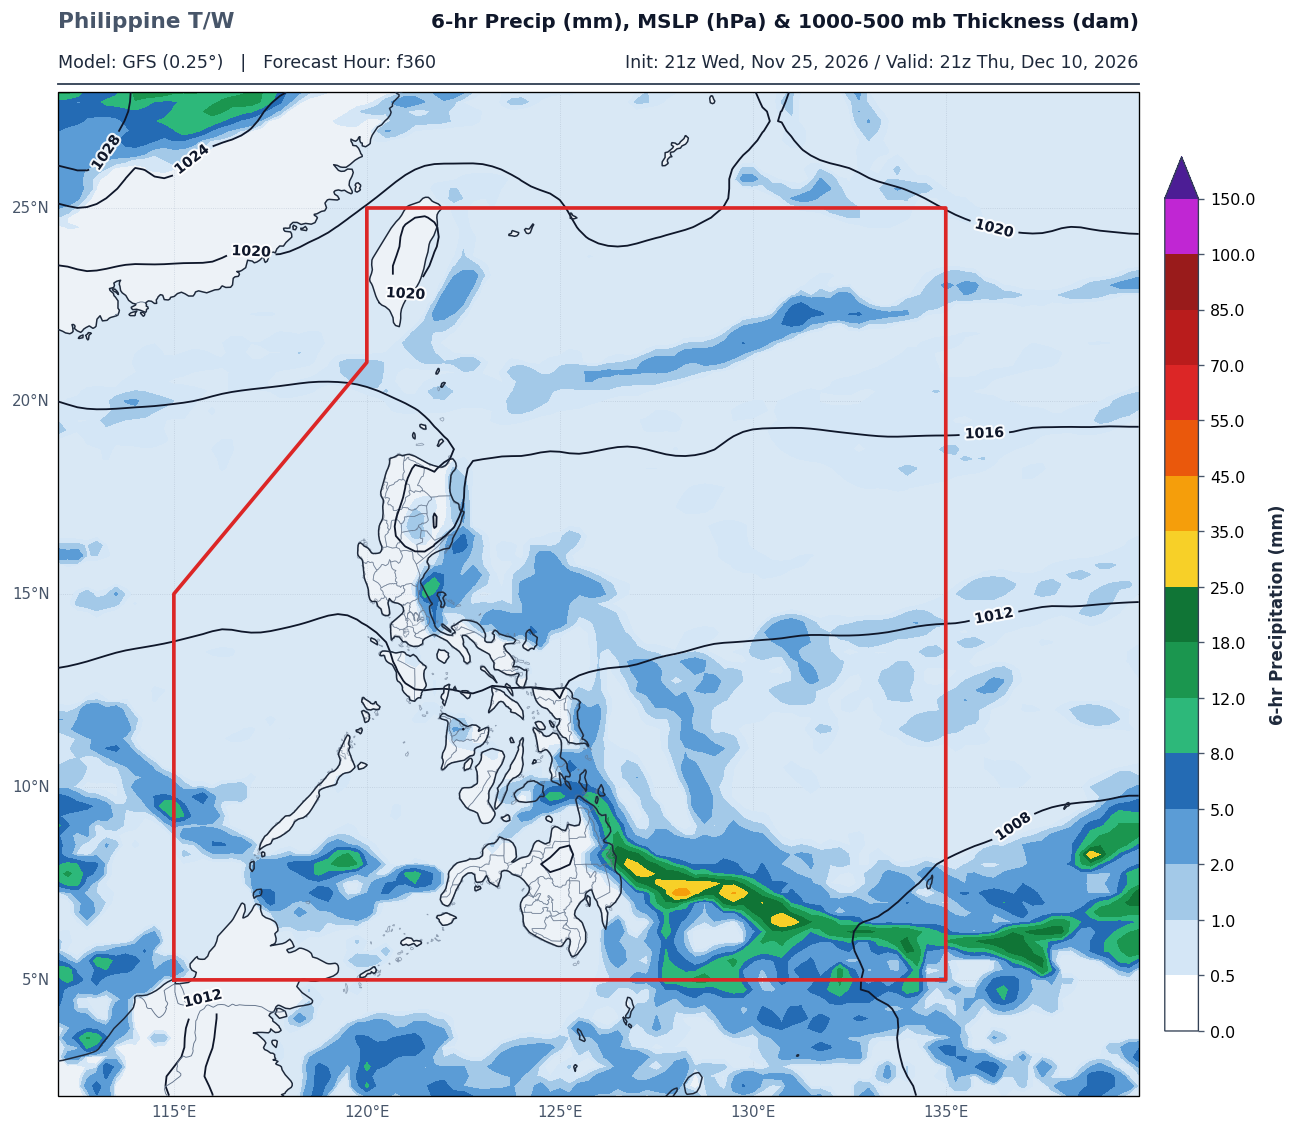 Philippine T/W
6-hr Precip (mm), MSLP (hPa) & 1000-500 mb Thickness (dam)
Model: GFS (0.25°) | Forecast Hour: f360
Init: 21z Wed, Nov 25, 2026 / Valid: 21z Thu, Dec 10, 2026
1028
1024
1020
1020
1020
1016
1012
1008
1012
25°N
20°N
15°N
10°N
5°N
115°E
120°E
125°E
130°E
135°E
150.0
100.0
85.0
70.0
55.0
45.0
35.0
25.0
18.0
12.0
8.0
5.0
2.0
1.0
0.5
0.0
6-hr Precipitation (mm)